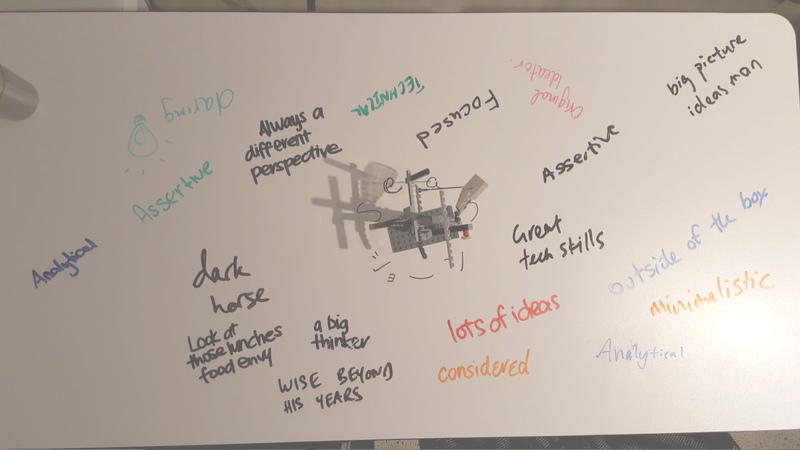 big picture
ideas man
Original
Ideator.
TECHNICAL
Focused
daring
Always a
different
perspective
Assertive
Assertive
Analytical
Great
tech skills
outside of the box
dark
horse
minimalistic
lots of ideas
Look at
those lunches
food envy
a big
thinker
Analytical
considered
WISE BEYOND
HIS YEARS